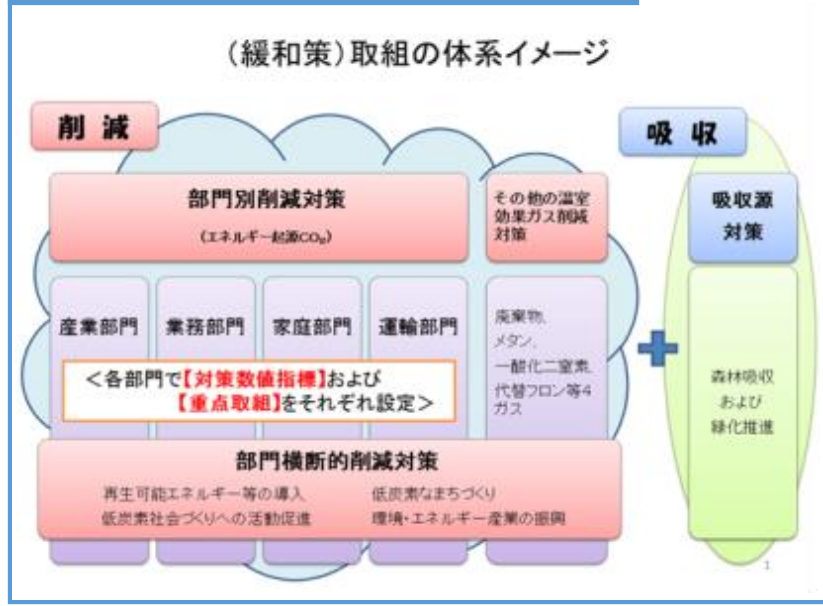 （緩和策）取組の体系イメージ
削 減
吸 収
部門別削減対策
（エネルギー起源CO₂）
その他の温室
効果ガス削減
対策
吸収源
対策
産業部門
業務部門
家庭部門
運輸部門
廃棄物、
メタン、
一酸化二窒素、
代替フロン等4
ガス
＜各部門で【対策数値指標】および
【重点取組】をそれぞれ設定＞
森林吸収
および
緑化推進
部門横断的削減対策
再生可能エネルギー等の導入
低炭素なまちづくり
低炭素社会づくりへの活動促進
環境・エネルギー産業の振興
1